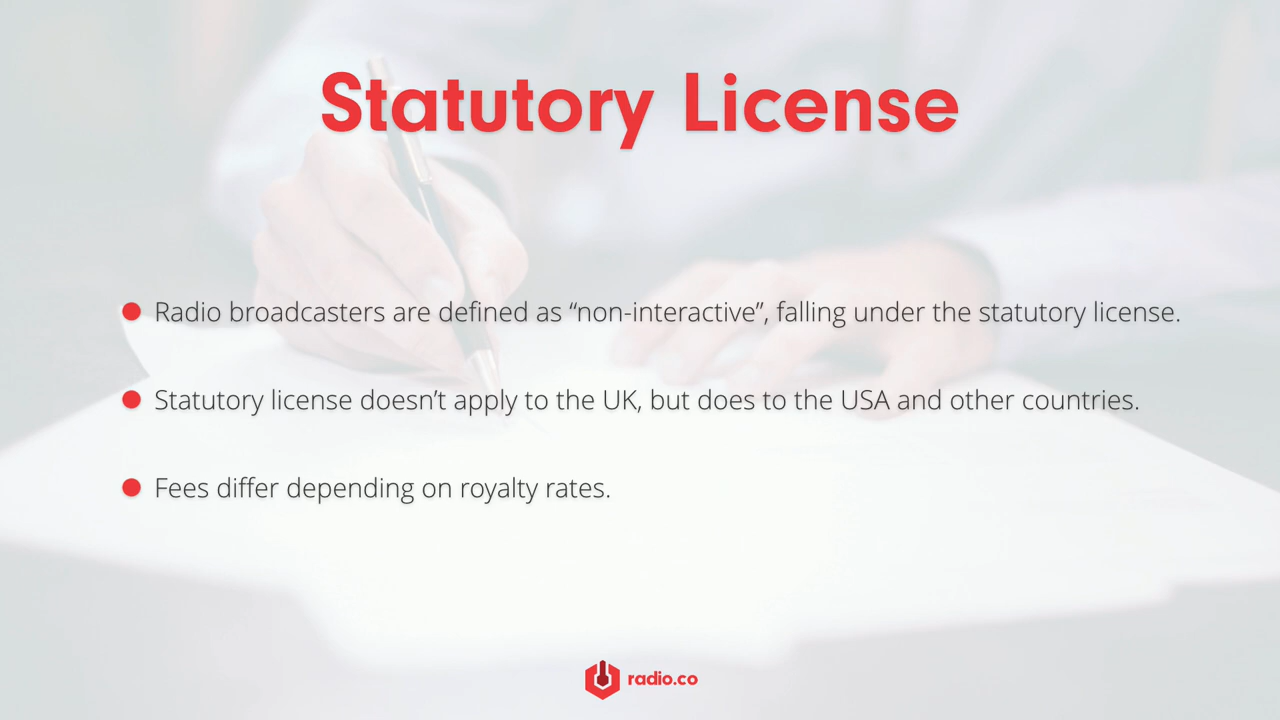 Statutory License
Radio broadcasters are defined as “non-interactive”, falling under the statutory license.
Statutory license doesn’t apply to the UK, but does to the USA and other countries.
Fees differ depending on royalty rates.
radio.co